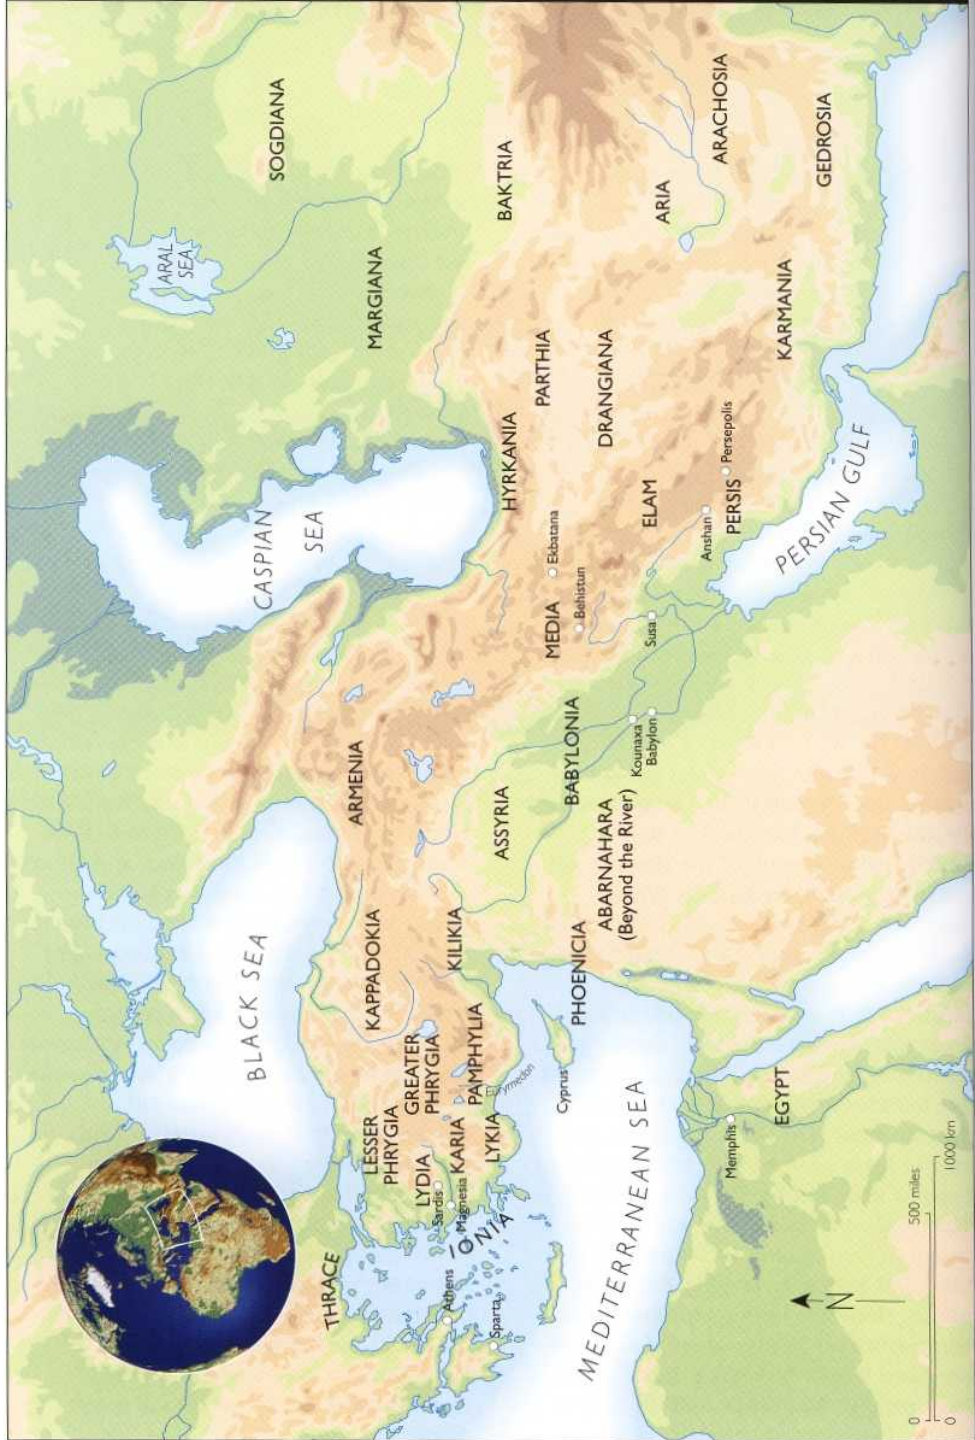 THRACE
BLACK SEA
CASPIAN
SEA
ARAL
SEA
SOGDIANA
MARGIANA
BAKTRIA
LESSER
PHRYGIA
GREATER
PHRYGIA
KAPPADOKIA
ARMENIA
LYDIA
Sardis
Magnesia
KARIA
IONIA
LYKIA
PAMPHYLIA
Eurymedon
KILIKIA
Athens
Sparta
ASSYRIA
HYRKANIA
PARTHIA
MEDIA
Ekbatana
Behistun
DRANGIANA
ARIA
ARACHOSIA
Cyprus
PHOENICIA
ABARNAHARA
(Beyond the River)
BABYLONIA
Kounaxa
Babylon
Susa
ELAM
Anshan
PERSIS
Persepolis
KARMANIA
GEDROSIA
PERSIAN GULF
MEDITERRANEAN SEA
Memphis
EGYPT
N
0
500 miles
0
1000 km